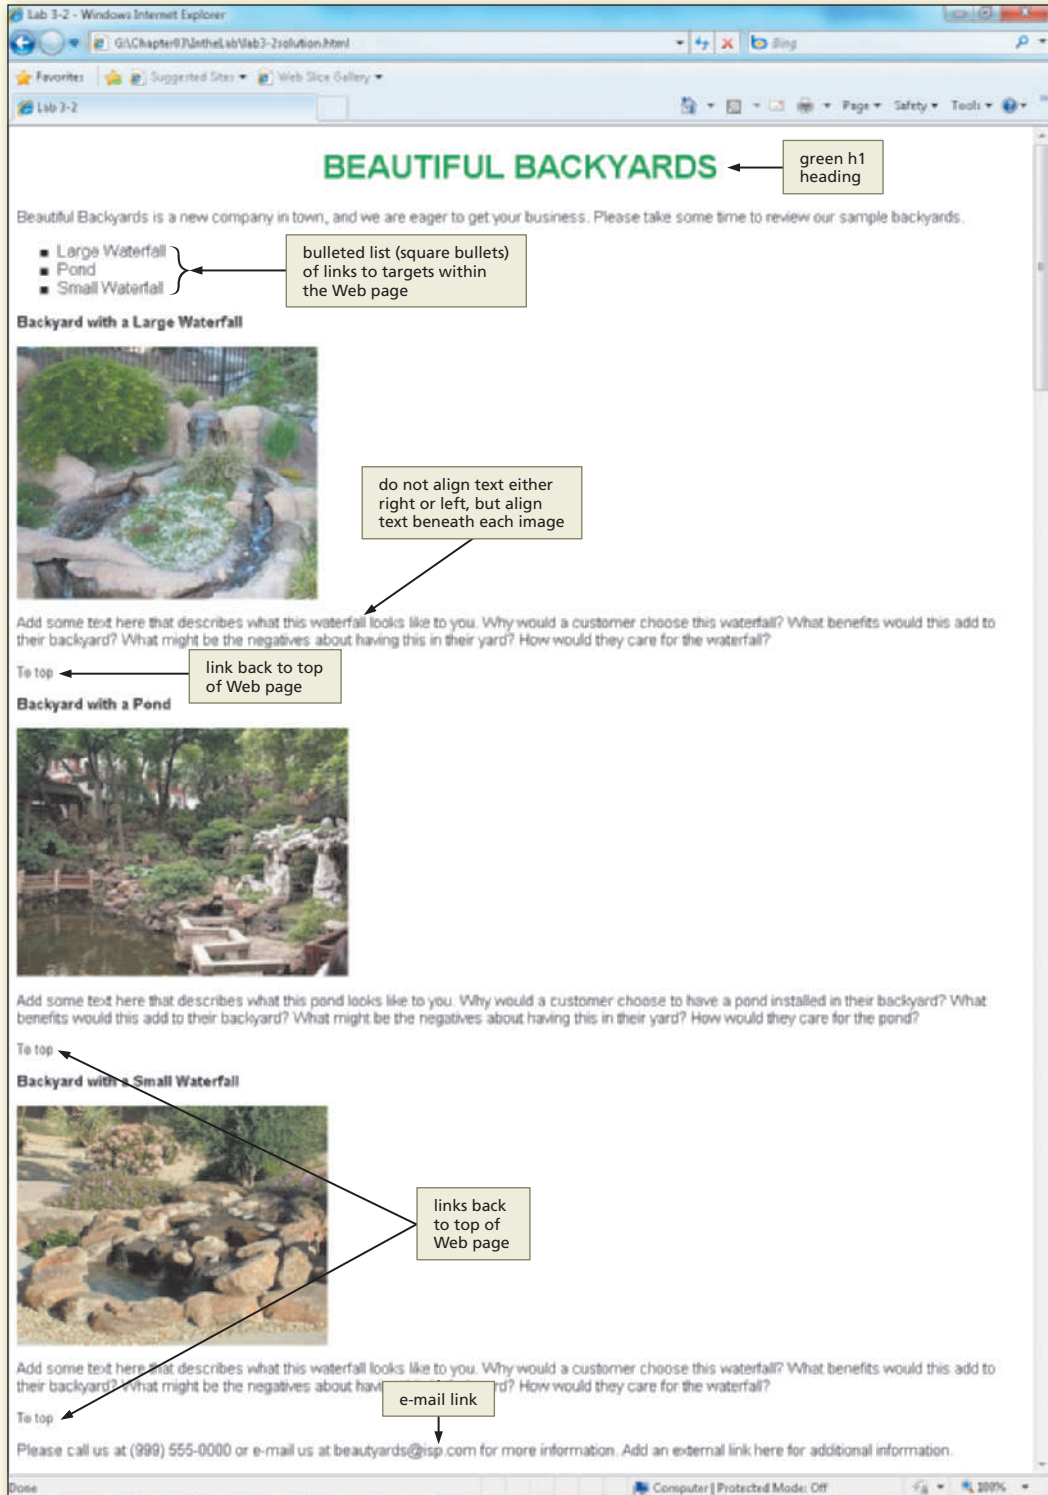 Lab 3-2 - Windows Internet Explorer
G:\Chapter03\IntheLab\lab3-2solution.html
Bing
Favorites Suggested Sites Web Slice Gallery
Lab 3-2
Page Safety Tools
BEAUTIFUL BACKYARDS
green h1
heading
Beautiful Backyards is a new company in town, and we are eager to get your business. Please take some time to review our sample backyards.
Large Waterfall
Pond
Small Waterfall
bulleted list (square bullets)
of links to targets within
the Web page
Backyard with a Large Waterfall
do not align text either
right or left, but align
text beneath each image
Add some text here that describes what this waterfall looks like to you. Why would a customer choose this waterfall? What benefits would this add to
their backyard? What might be the negatives about having this in their yard? How would they care for the waterfall?
To top
link back to top
of Web page
Backyard with a Pond
Add some text here that describes what this pond looks like to you. Why would a customer choose to have a pond installed in their backyard? What
benefits would this add to their backyard? What might be the negatives about having this in their yard? How would they care for the pond?
To top
Backyard with a Small Waterfall
links back
to top of
Web page
Add some text here that describes what this waterfall looks like to you. Why would a customer choose this waterfall? What benefits would this add to
their backyard? What might be the negatives about havi rd? How would they care for the waterfall?
e-mail link
To top
Please call us at (999) 555-0000 or e-mail us at beautyards@isp.com for more information. Add an external link here for additional information.
Done
Computer | Protected Mode: Off
100%